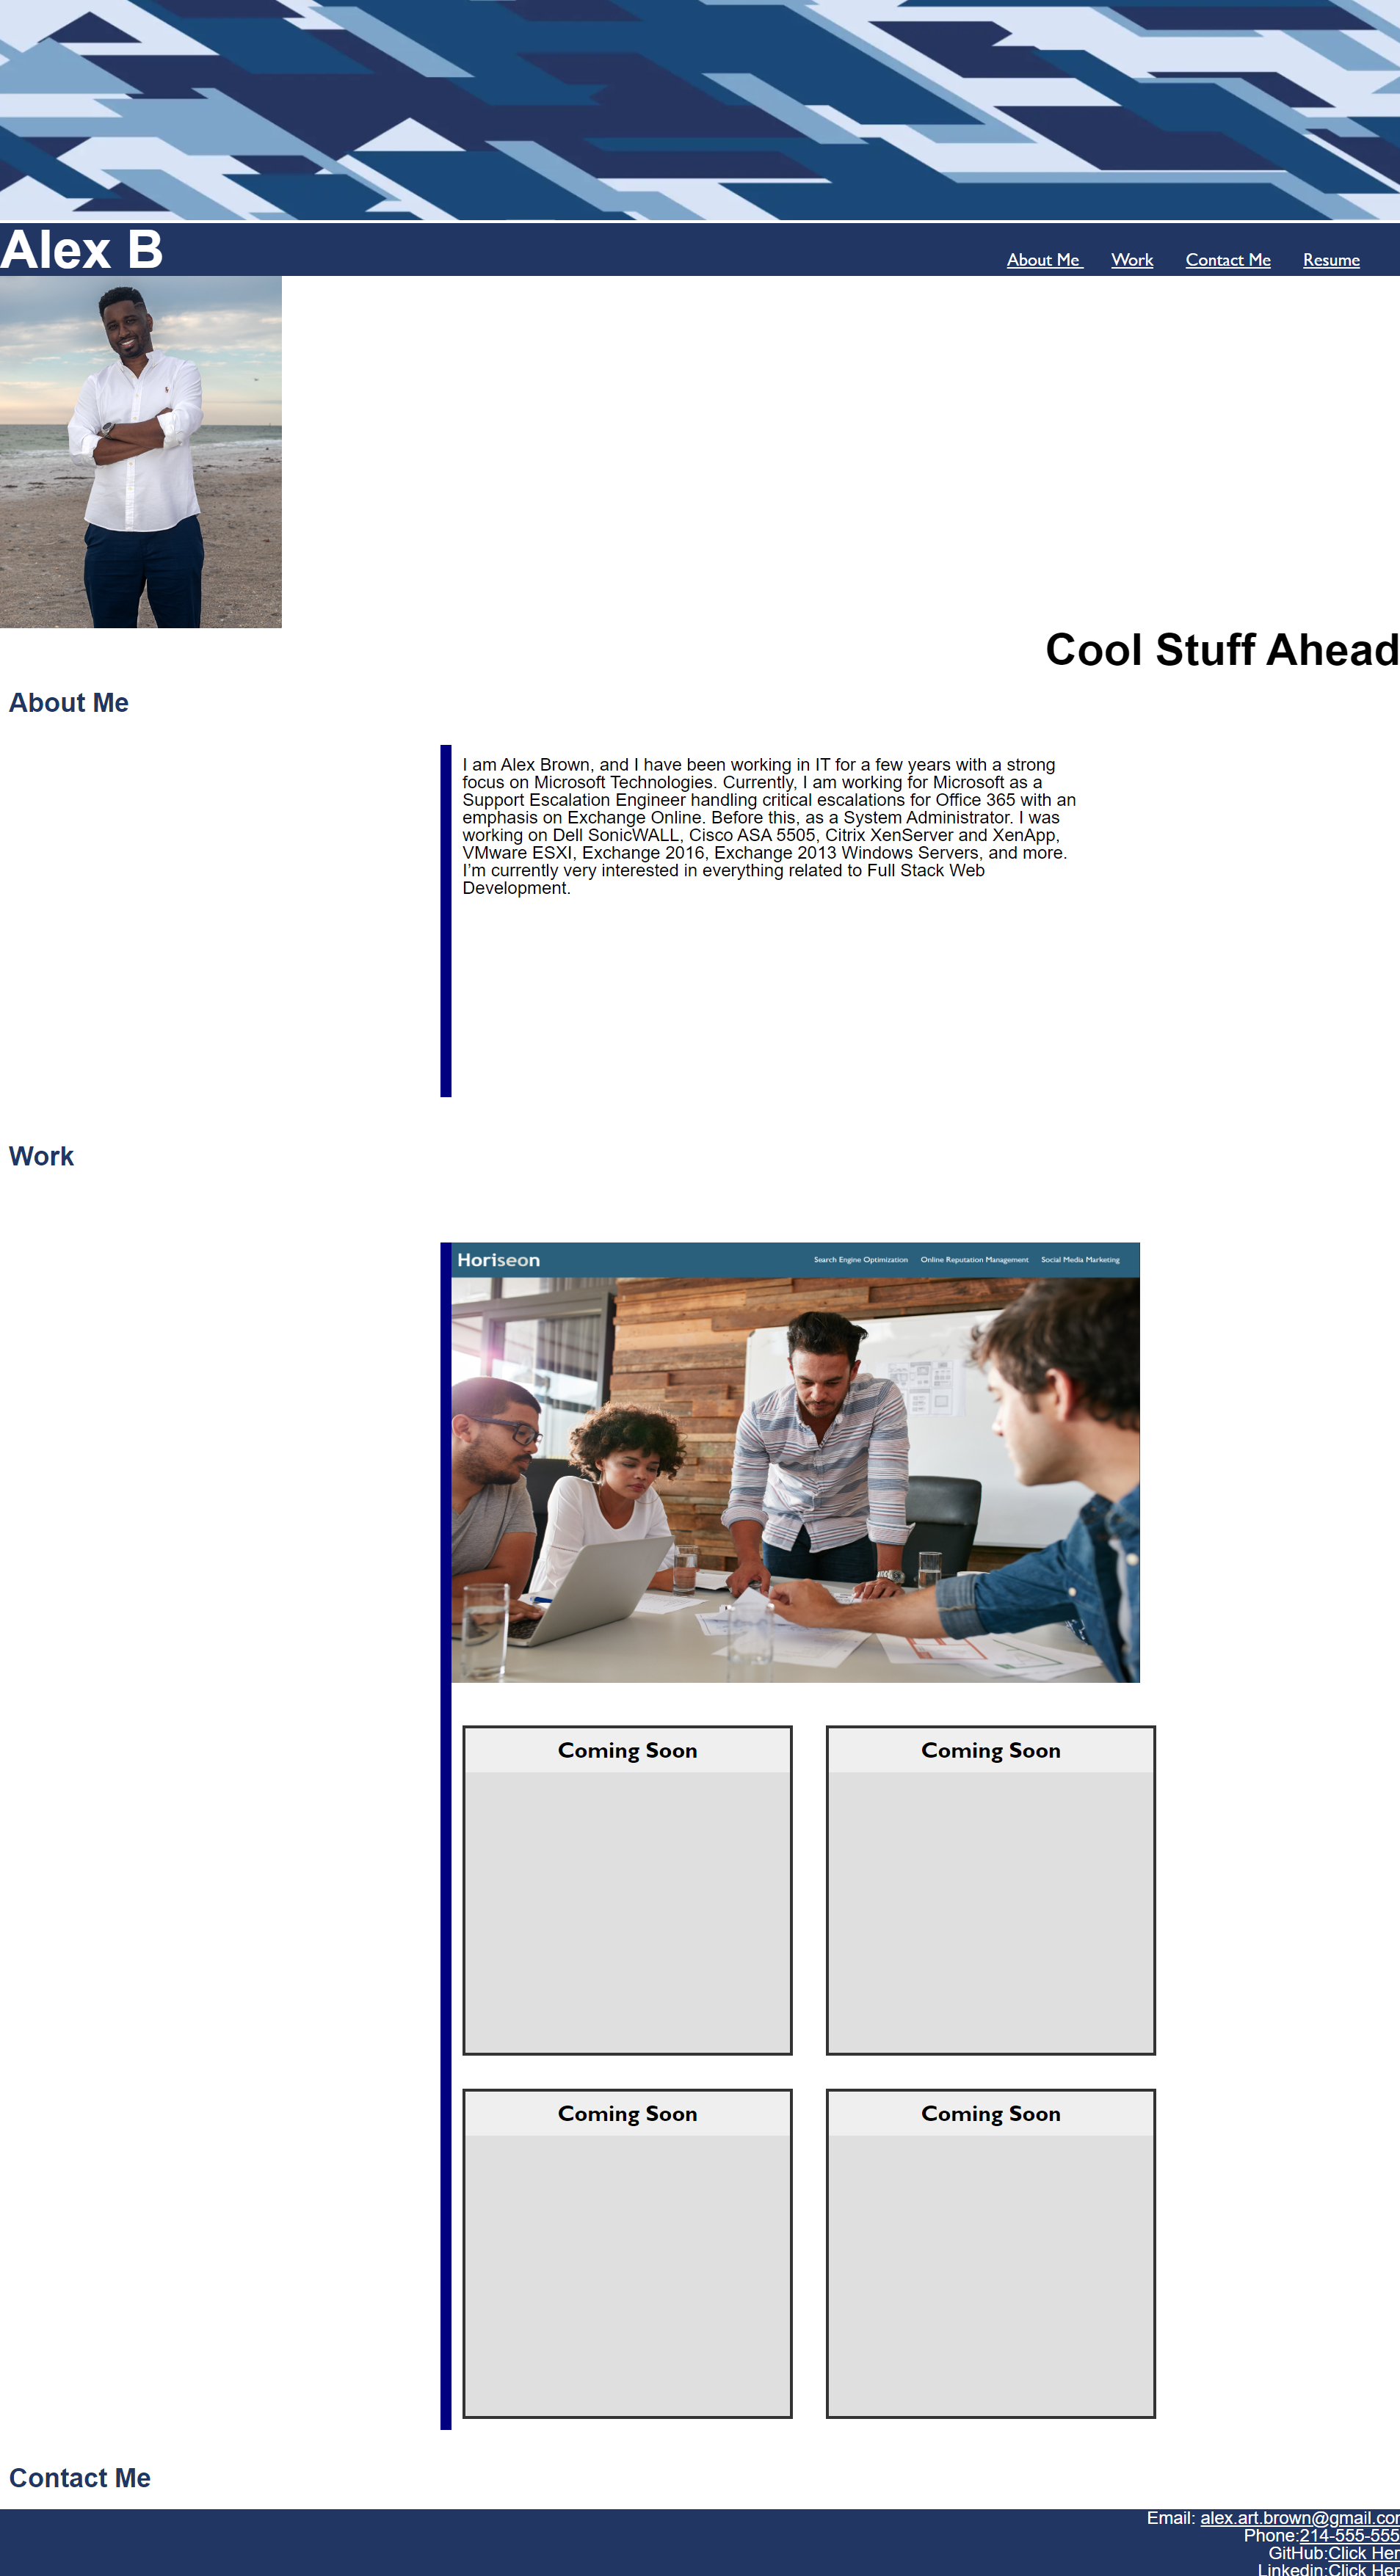 Alex B
About Me Work Contact Me Resume
Cool Stuff Ahead
About Me
I am Alex Brown, and I have been working in IT for a few years with a strong
focus on Microsoft Technologies. Currently, I am working for Microsoft as a
Support Escalation Engineer handling critical escalations for Office 365 with an
emphasis on Exchange Online. Before this, as a System Administrator. I was
working on Dell SonicWALL, Cisco ASA 5505, Citrix XenServer and XenApp,
VMware ESXI, Exchange 2016, Exchange 2013 Windows Servers, and more.
I'm currently very interested in everything related to Full Stack Web
Development.
Work
Horiseon
Search Engine Optimization Online Reputation Management Social Media Marketing
Coming Soon
Coming Soon
Coming Soon
Coming Soon
Contact Me
Email: alex.art.brown@gmail.cor
Phone:214-555-555
GitHub:Click Her
Linkedin:Click Her